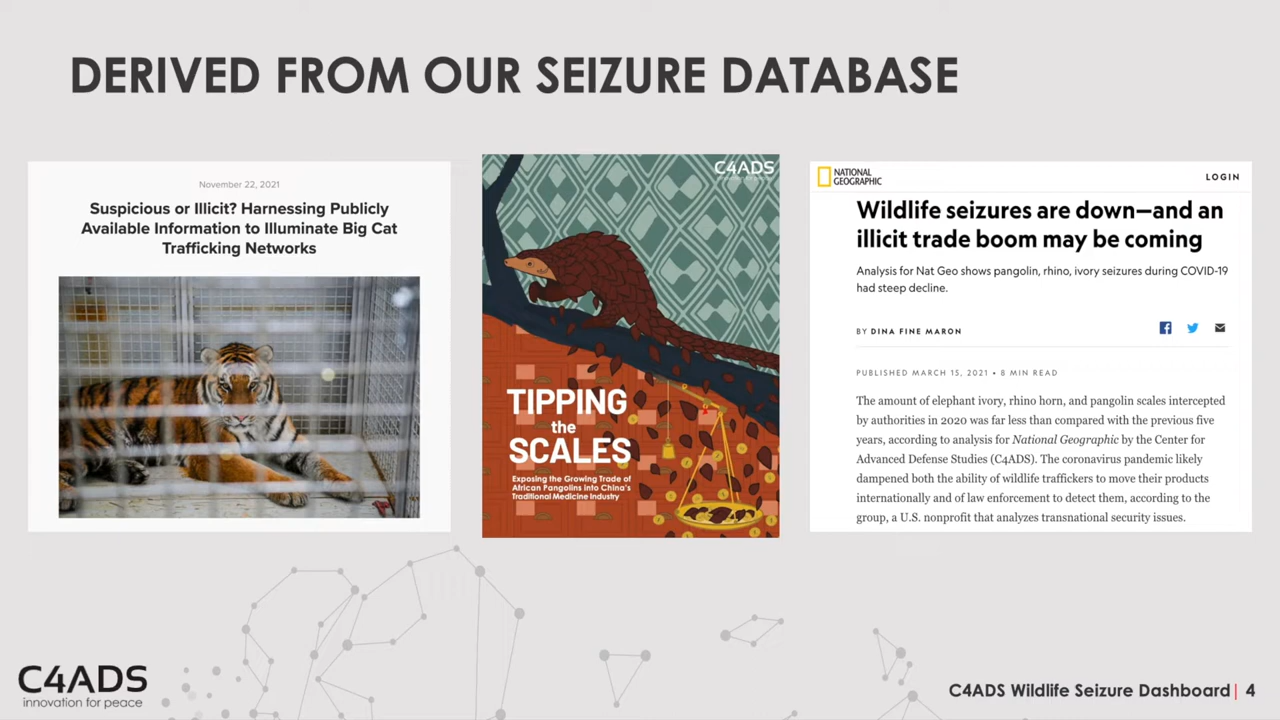 DERIVED FROM OUR SEIZURE DATABASE
November 22, 2021
Suspicious or Illicit? Harnessing Publicly
Available Information to Illuminate Big Cat
Trafficking Networks
C4ADS
TIPPING
the
SCALES
Exposing the Growing Trade of
African Pangolins into China's
Traditional Medicine Industry
NATIONAL
GEOGRAPHIC
LOGIN
Wildlife seizures are down—and an
illicit trade boom may be coming
Analysis for Nat Geo shows pangolin, rhino, ivory seizures during COVID-19
had steep decline.
BY DINA FINE MARON
PUBLISHED MARCH 15, 2021 • 8 MIN READ
The amount of elephant ivory, rhino horn, and pangolin scales intercepted
by authorities in 2020 was far less than compared with the previous five
years, according to analysis for National Geographic by the Center for
Advanced Defense Studies (C4ADS). The coronavirus pandemic likely
dampened both the ability of wildlife traffickers to move their products
internationally and of law enforcement to detect them, according to the
group, a U.S. nonprofit that analyzes transnational security issues.
C4ADS
innovation for peace
C4ADS Wildlife Seizure Dashboard| 4